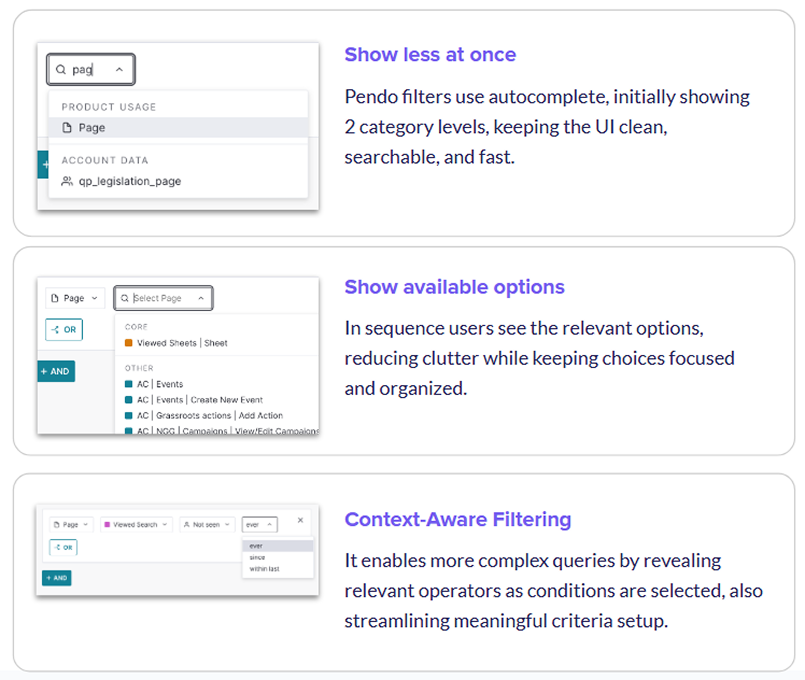 pag
PRODUCT USAGE
Page
ACCOUNT DATA
qp_legislation_page
+
Show less at once
Pendo filters use autocomplete, initially showing
2 category levels, keeping the UI clean,
searchable, and fast.
Page
Select Page
OR
+ AND
CORE
Viewed Sheets | Sheet
OTHER
AC | Events
AC | Events | Create New Event
AC | Grassroots actions | Add Action
AC | NGG | Campaigns | View/Edit Campaigns
Show available options
In sequence users see the relevant options,
reducing clutter while keeping choices focused
and organized.
Page
Viewed Search
Not seen
ever
OR
+ AND
ever
since
within last
Context-Aware Filtering
It enables more complex queries by revealing
relevant operators as conditions are selected, also
streamlining meaningful criteria setup.